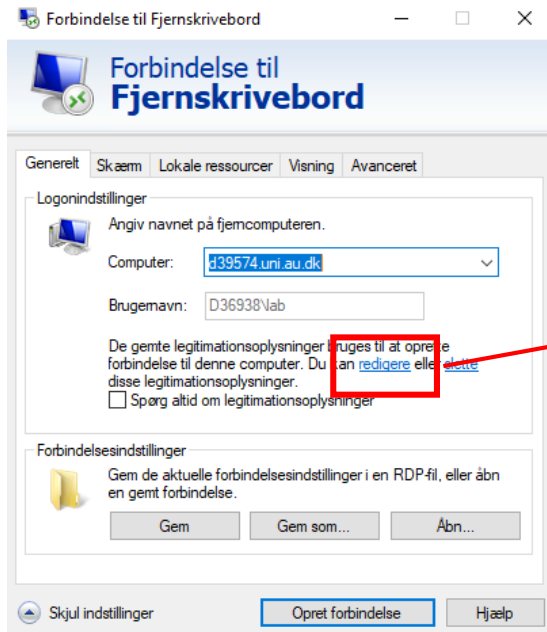 Forbindelse til Fjernskrivebord
Forbindelse til
Fjernskrivebord
Generelt Skærm Lokale ressourcer Visning Avanceret
Logonindstillinger
Angiv navnet på fjerncomputeren.
Computer: d39574.uni.au.dk
Brugernavn: D36938\lab
De gemte legitimationsoplysninger bruges til at oprette
forbindelse til denne computer. Du kan redigere eller slette
disse legitimationsoplysninger.
Spørg altid om legitimationsoplysninger
Forbindelsesindstillinger
Gem de aktuelle forbindelsesindstillinger i en RDP-fil, eller åbn
en gemt forbindelse.
Gem Gem som... Åbn...
Skjul indstillinger Opret forbindelse Hjælp